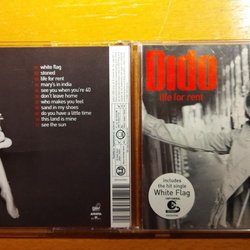 white flag
stoned
life for rent
mary's in india
see you when you're 40
don't leave home
who makes you feel
sand in my shoes
do you have a little time
this land is mine
see the sun
Dido
life for rent
includes
the hit single
White Flag